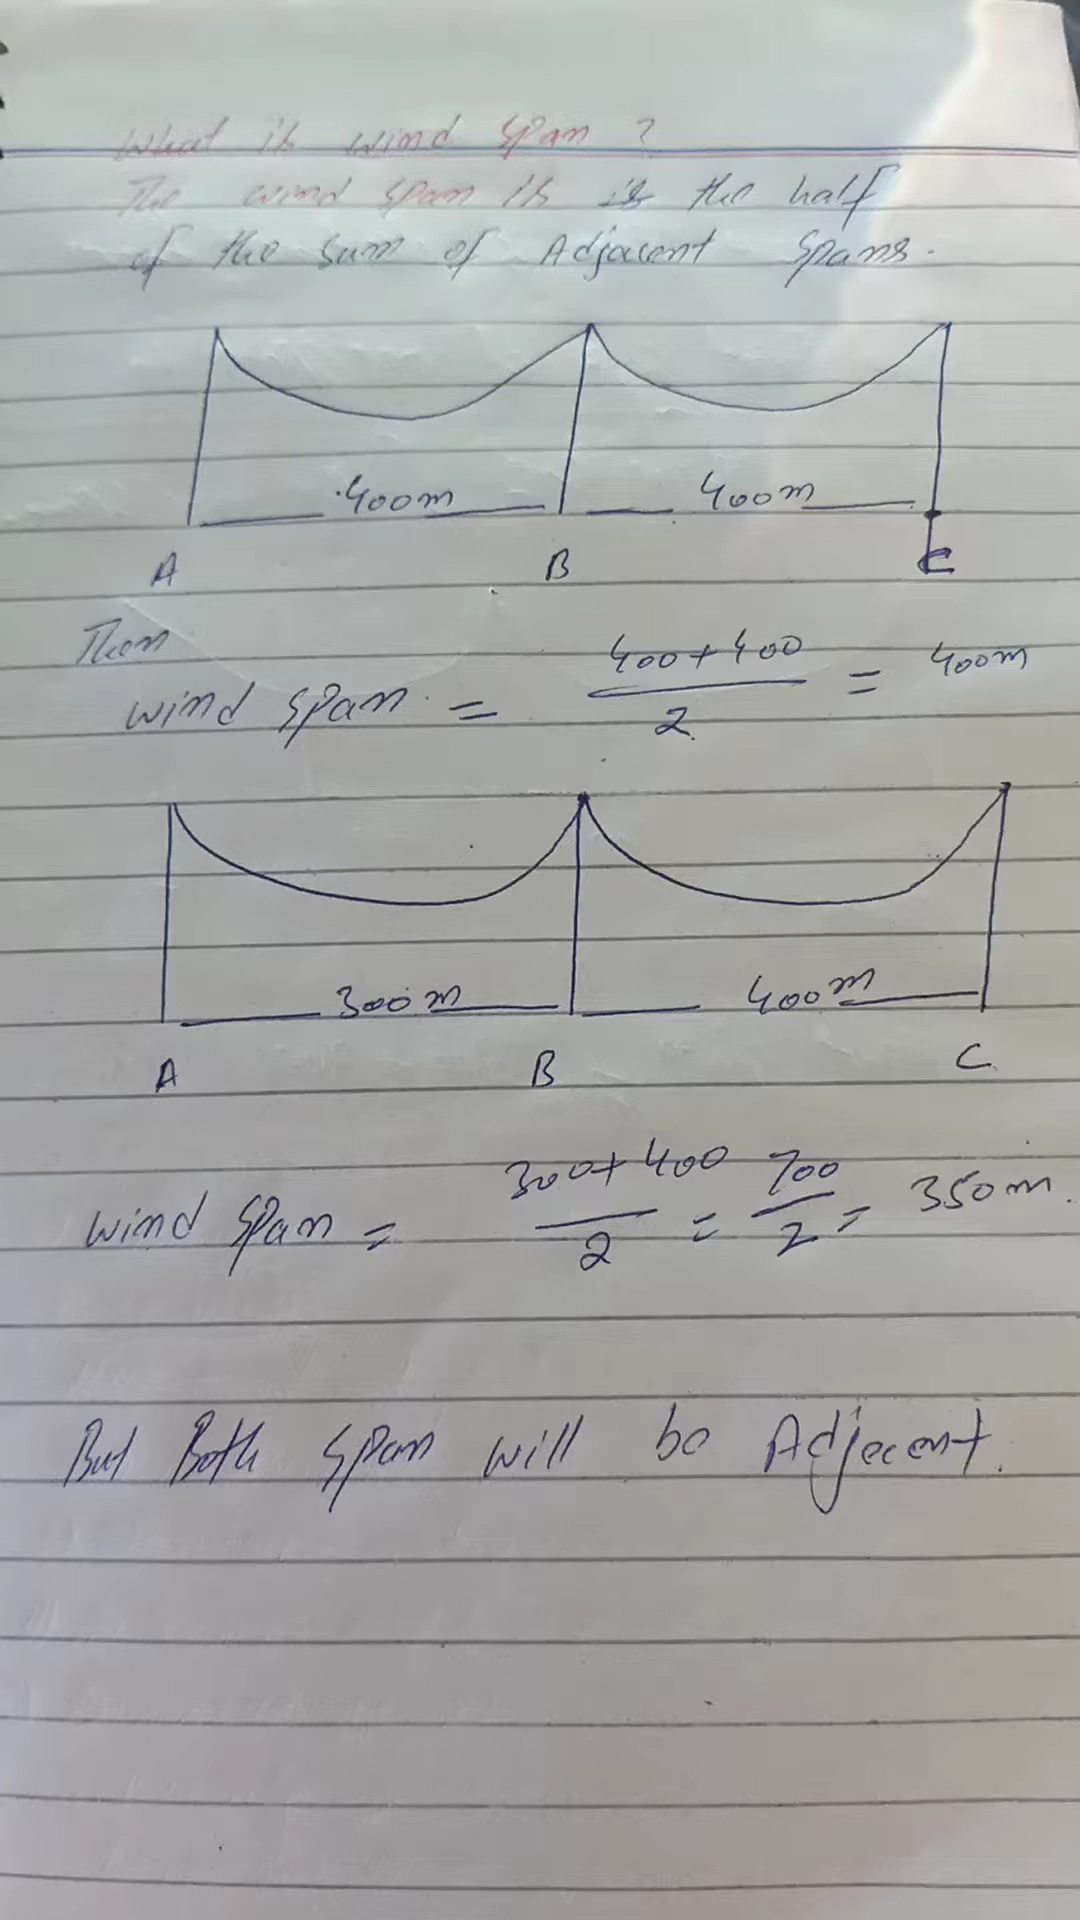 What is wind span ?
The wind span is is the half
of the sum of Adjacent spans.
400m 400m
A B C
Then
wind span = 400+400 / 2 = 400m
300m 400m
A B C
wind span = 300+400 / 2 = 700 / 2 = 350m.
But Both span will be Adjecent.